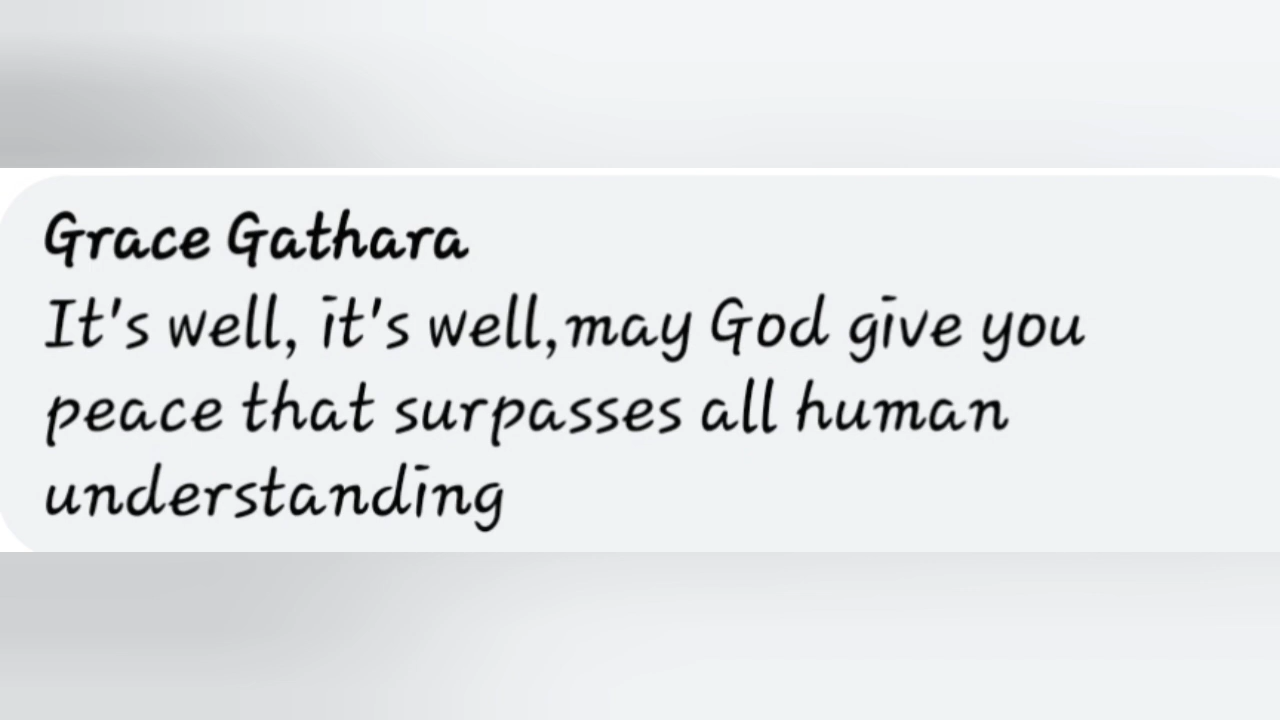 Grace Gathara
It's well, it's well,may God give you
peace that surpasses all human
understanding